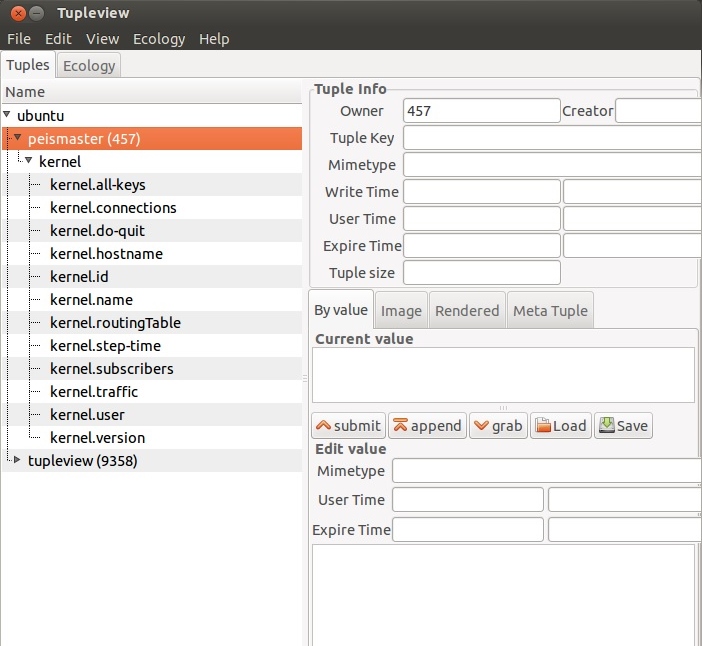 Tupleview
File Edit View Ecology Help
Tuples Ecology
Name
ubuntu
peismaster (457)
kernel
kernel.all-keys
kernel.connections
kernel.do-quit
kernel.hostname
kernel.id
kernel.name
kernel.routingTable
kernel.step-time
kernel.subscribers
kernel.traffic
kernel.user
kernel.version
tupleview (9358)
Tuple Info
Owner 457 Creator
Tuple Key
Mimetype
Write Time
User Time
Expire Time
Tuple size
By value Image Rendered Meta Tuple
Current value
submit append grab Load Save
Edit value
Mimetype
User Time
Expire Time